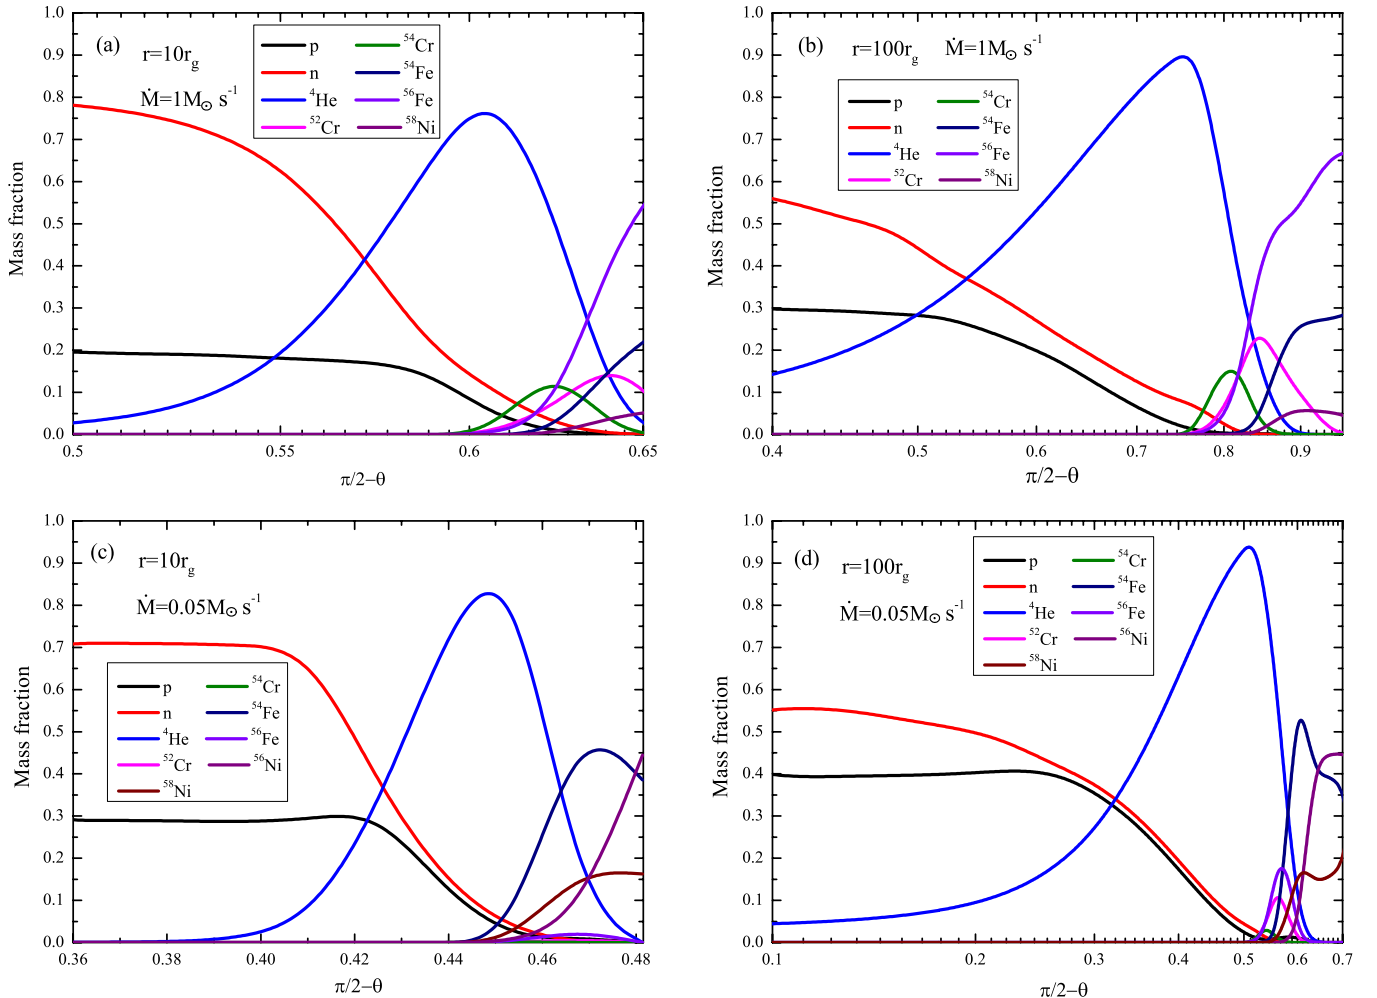 (a)
r=10r_g
Ṁ=1M☉ s⁻¹
p ⁵⁴Cr
n ⁵⁴Fe
⁴He ⁵⁶Fe
⁵²Cr ⁵⁸Ni
Mass fraction
1.0
0.9
0.8
0.7
0.6
0.5
0.4
0.3
0.2
0.1
0.0
0.5 0.55 0.6 0.65
π/2−θ
(b)
r=100r_g Ṁ=1M☉ s⁻¹
p ⁵⁴Cr
n ⁵⁴Fe
⁴He ⁵⁶Fe
⁵²Cr ⁵⁸Ni
Mass fraction
1.0
0.9
0.8
0.7
0.6
0.5
0.4
0.3
0.2
0.1
0.0
0.4 0.5 0.6 0.7 0.8 0.9
π/2−θ
(c)
r=10r_g
Ṁ=0.05M☉ s⁻¹
p ⁵⁴Cr
n ⁵⁴Fe
⁴He ⁵⁶Fe
⁵²Cr ⁵⁶Ni
⁵⁸Ni
Mass fraction
1.0
0.9
0.8
0.7
0.6
0.5
0.4
0.3
0.2
0.1
0.0
0.36 0.38 0.40 0.42 0.44 0.46 0.48
π/2−θ
(d)
r=100r_g
Ṁ=0.05M☉ s⁻¹
p ⁵⁴Cr
n ⁵⁴Fe
⁴He ⁵⁶Fe
⁵²Cr ⁵⁶Ni
⁵⁸Ni
Mass fraction
1.0
0.9
0.8
0.7
0.6
0.5
0.4
0.3
0.2
0.1
0.0
0.1 0.2 0.3 0.4 0.5 0.6 0.7
π/2−θ